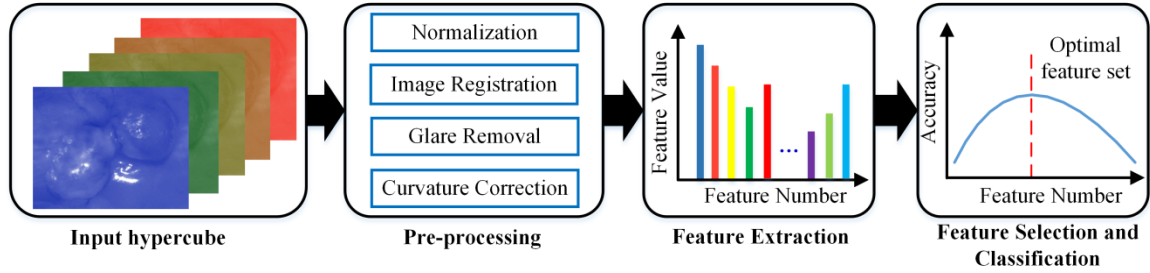 Normalization
Image Registration
Glare Removal
Curvature Correction
Feature Value
...
Feature Number
Accuracy
Optimal
feature set
Feature Number
Input hypercube
Pre-processing
Feature Extraction
Feature Selection and
Classification